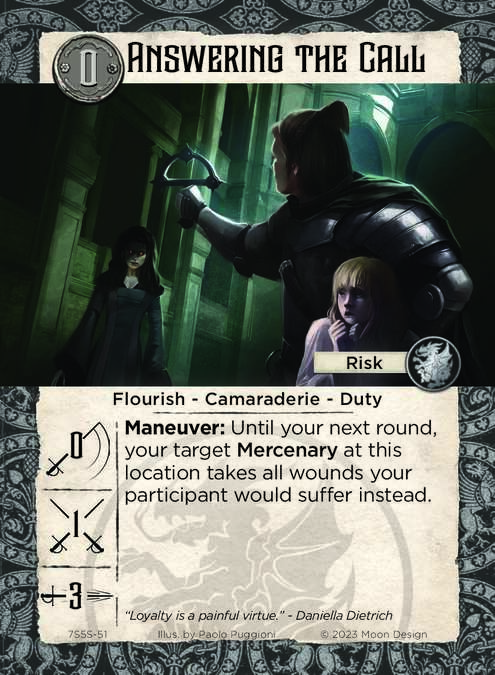 0
ANSWERING THE CALL
Risk
Flourish - Camaraderie - Duty
0
Maneuver: Until your next round,
your target Mercenary at this
location takes all wounds your
participant would suffer instead.
1
3
“Loyalty is a painful virtue.” - Daniella Dietrich
7S5S-51 Illus. by Paolo Puggioni © 2023 Moon Design